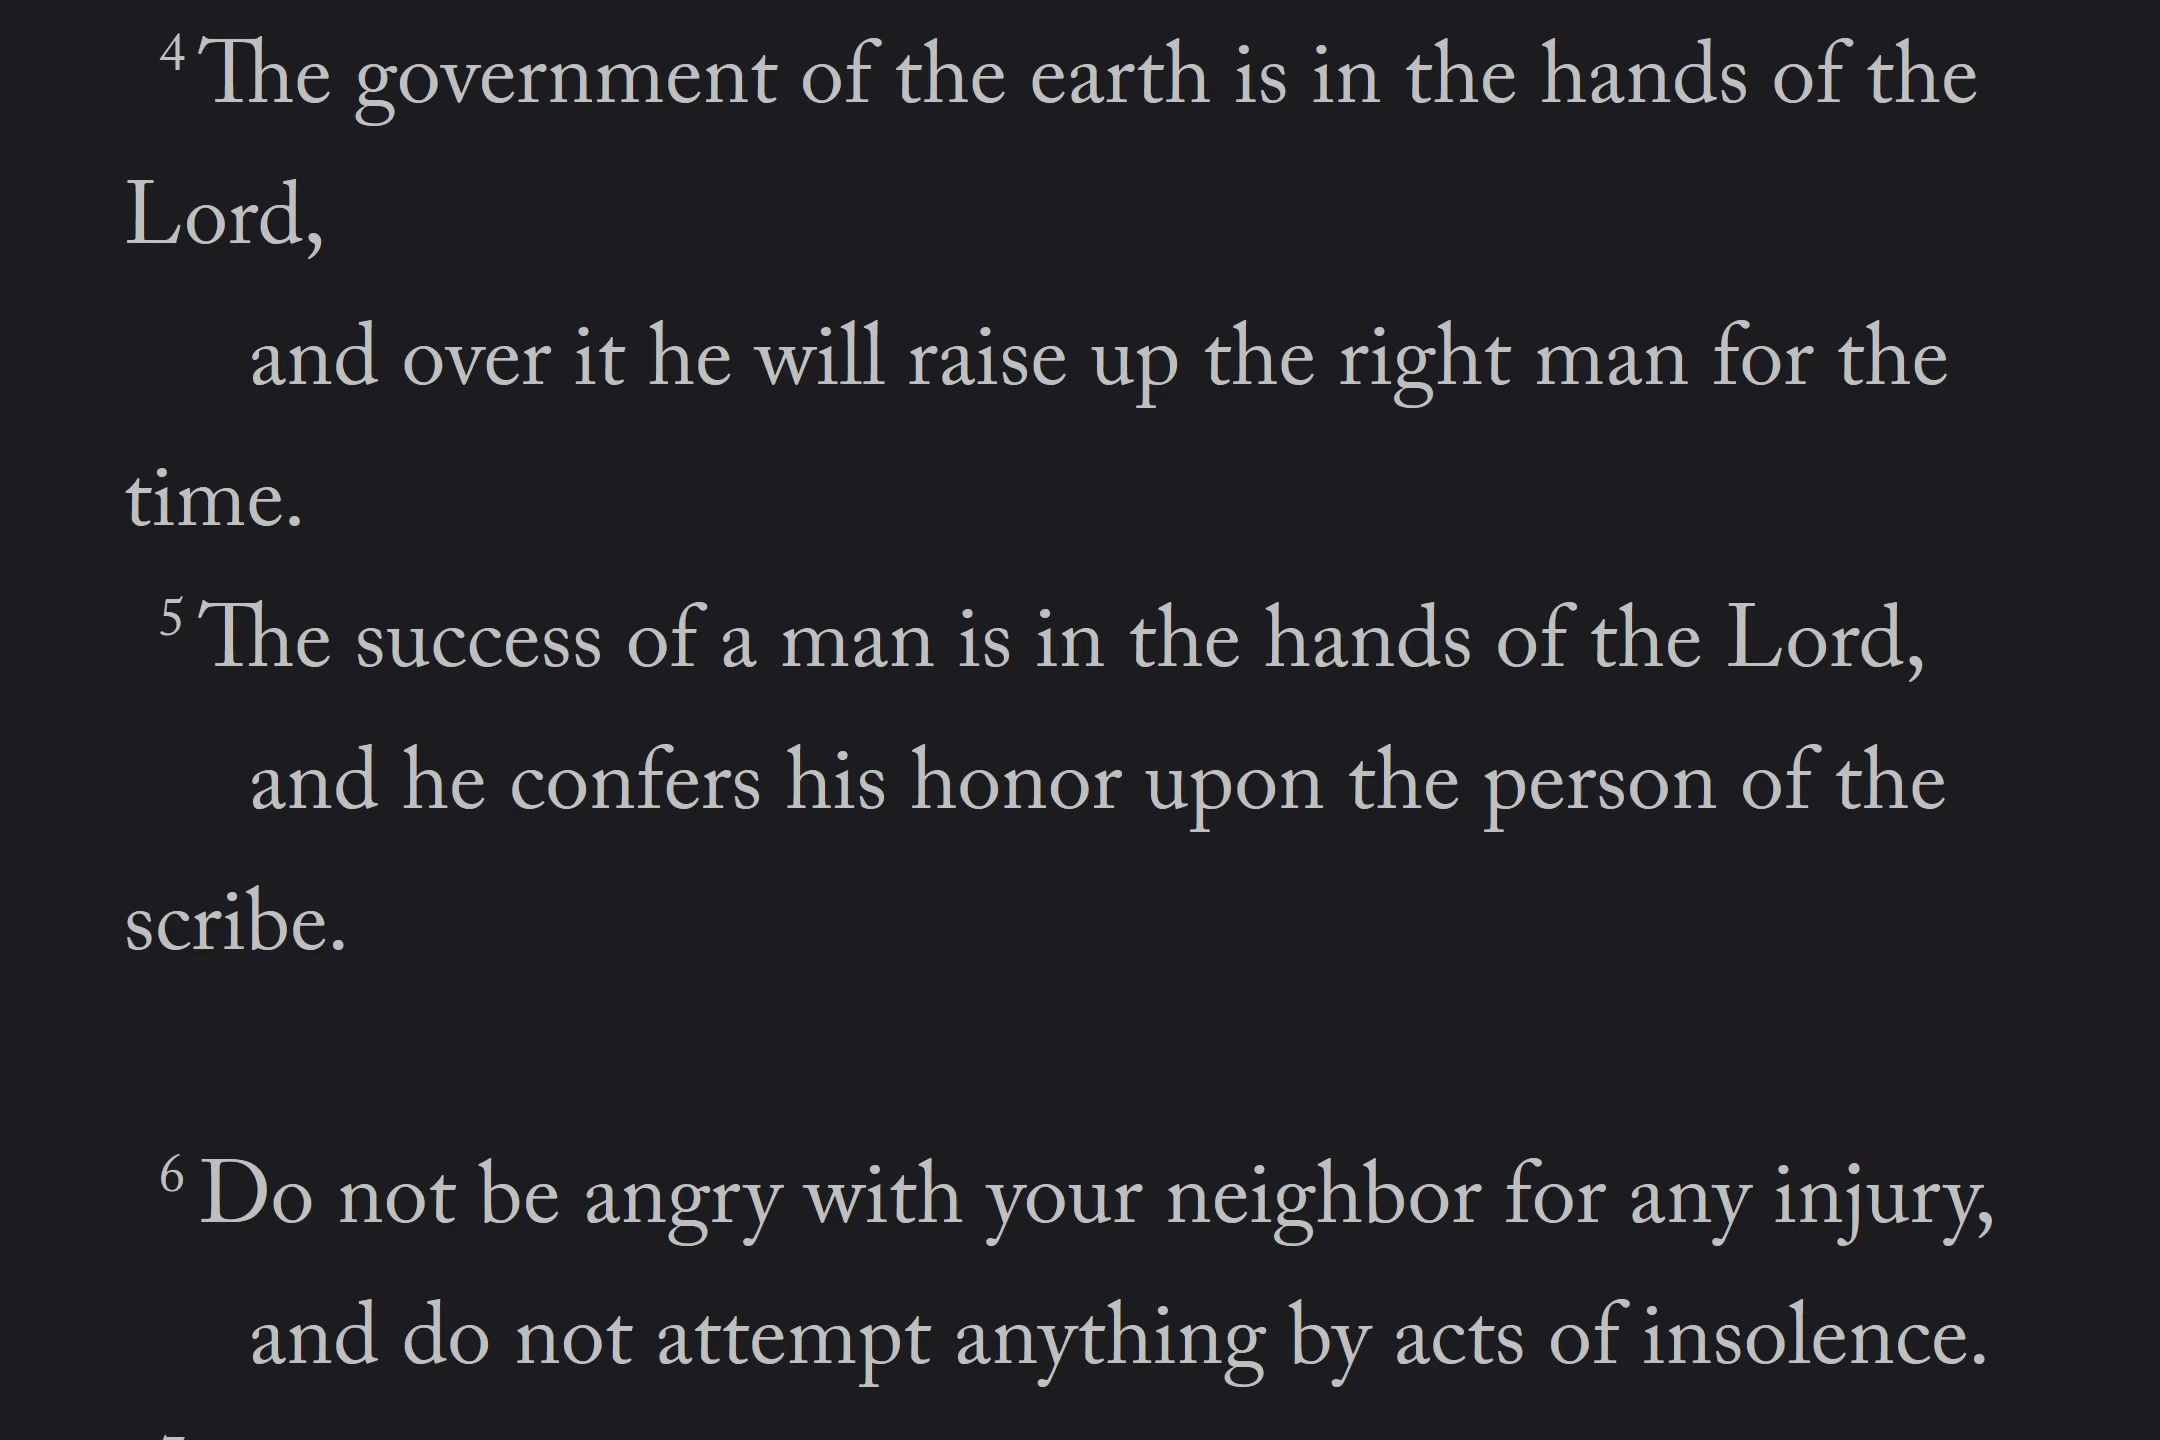 4 The government of the earth is in the hands of the
Lord,
and over it he will raise up the right man for the
time.
5 The success of a man is in the hands of the Lord,
and he confers his honor upon the person of the
scribe.
6 Do not be angry with your neighbor for any injury,
and do not attempt anything by acts of insolence.